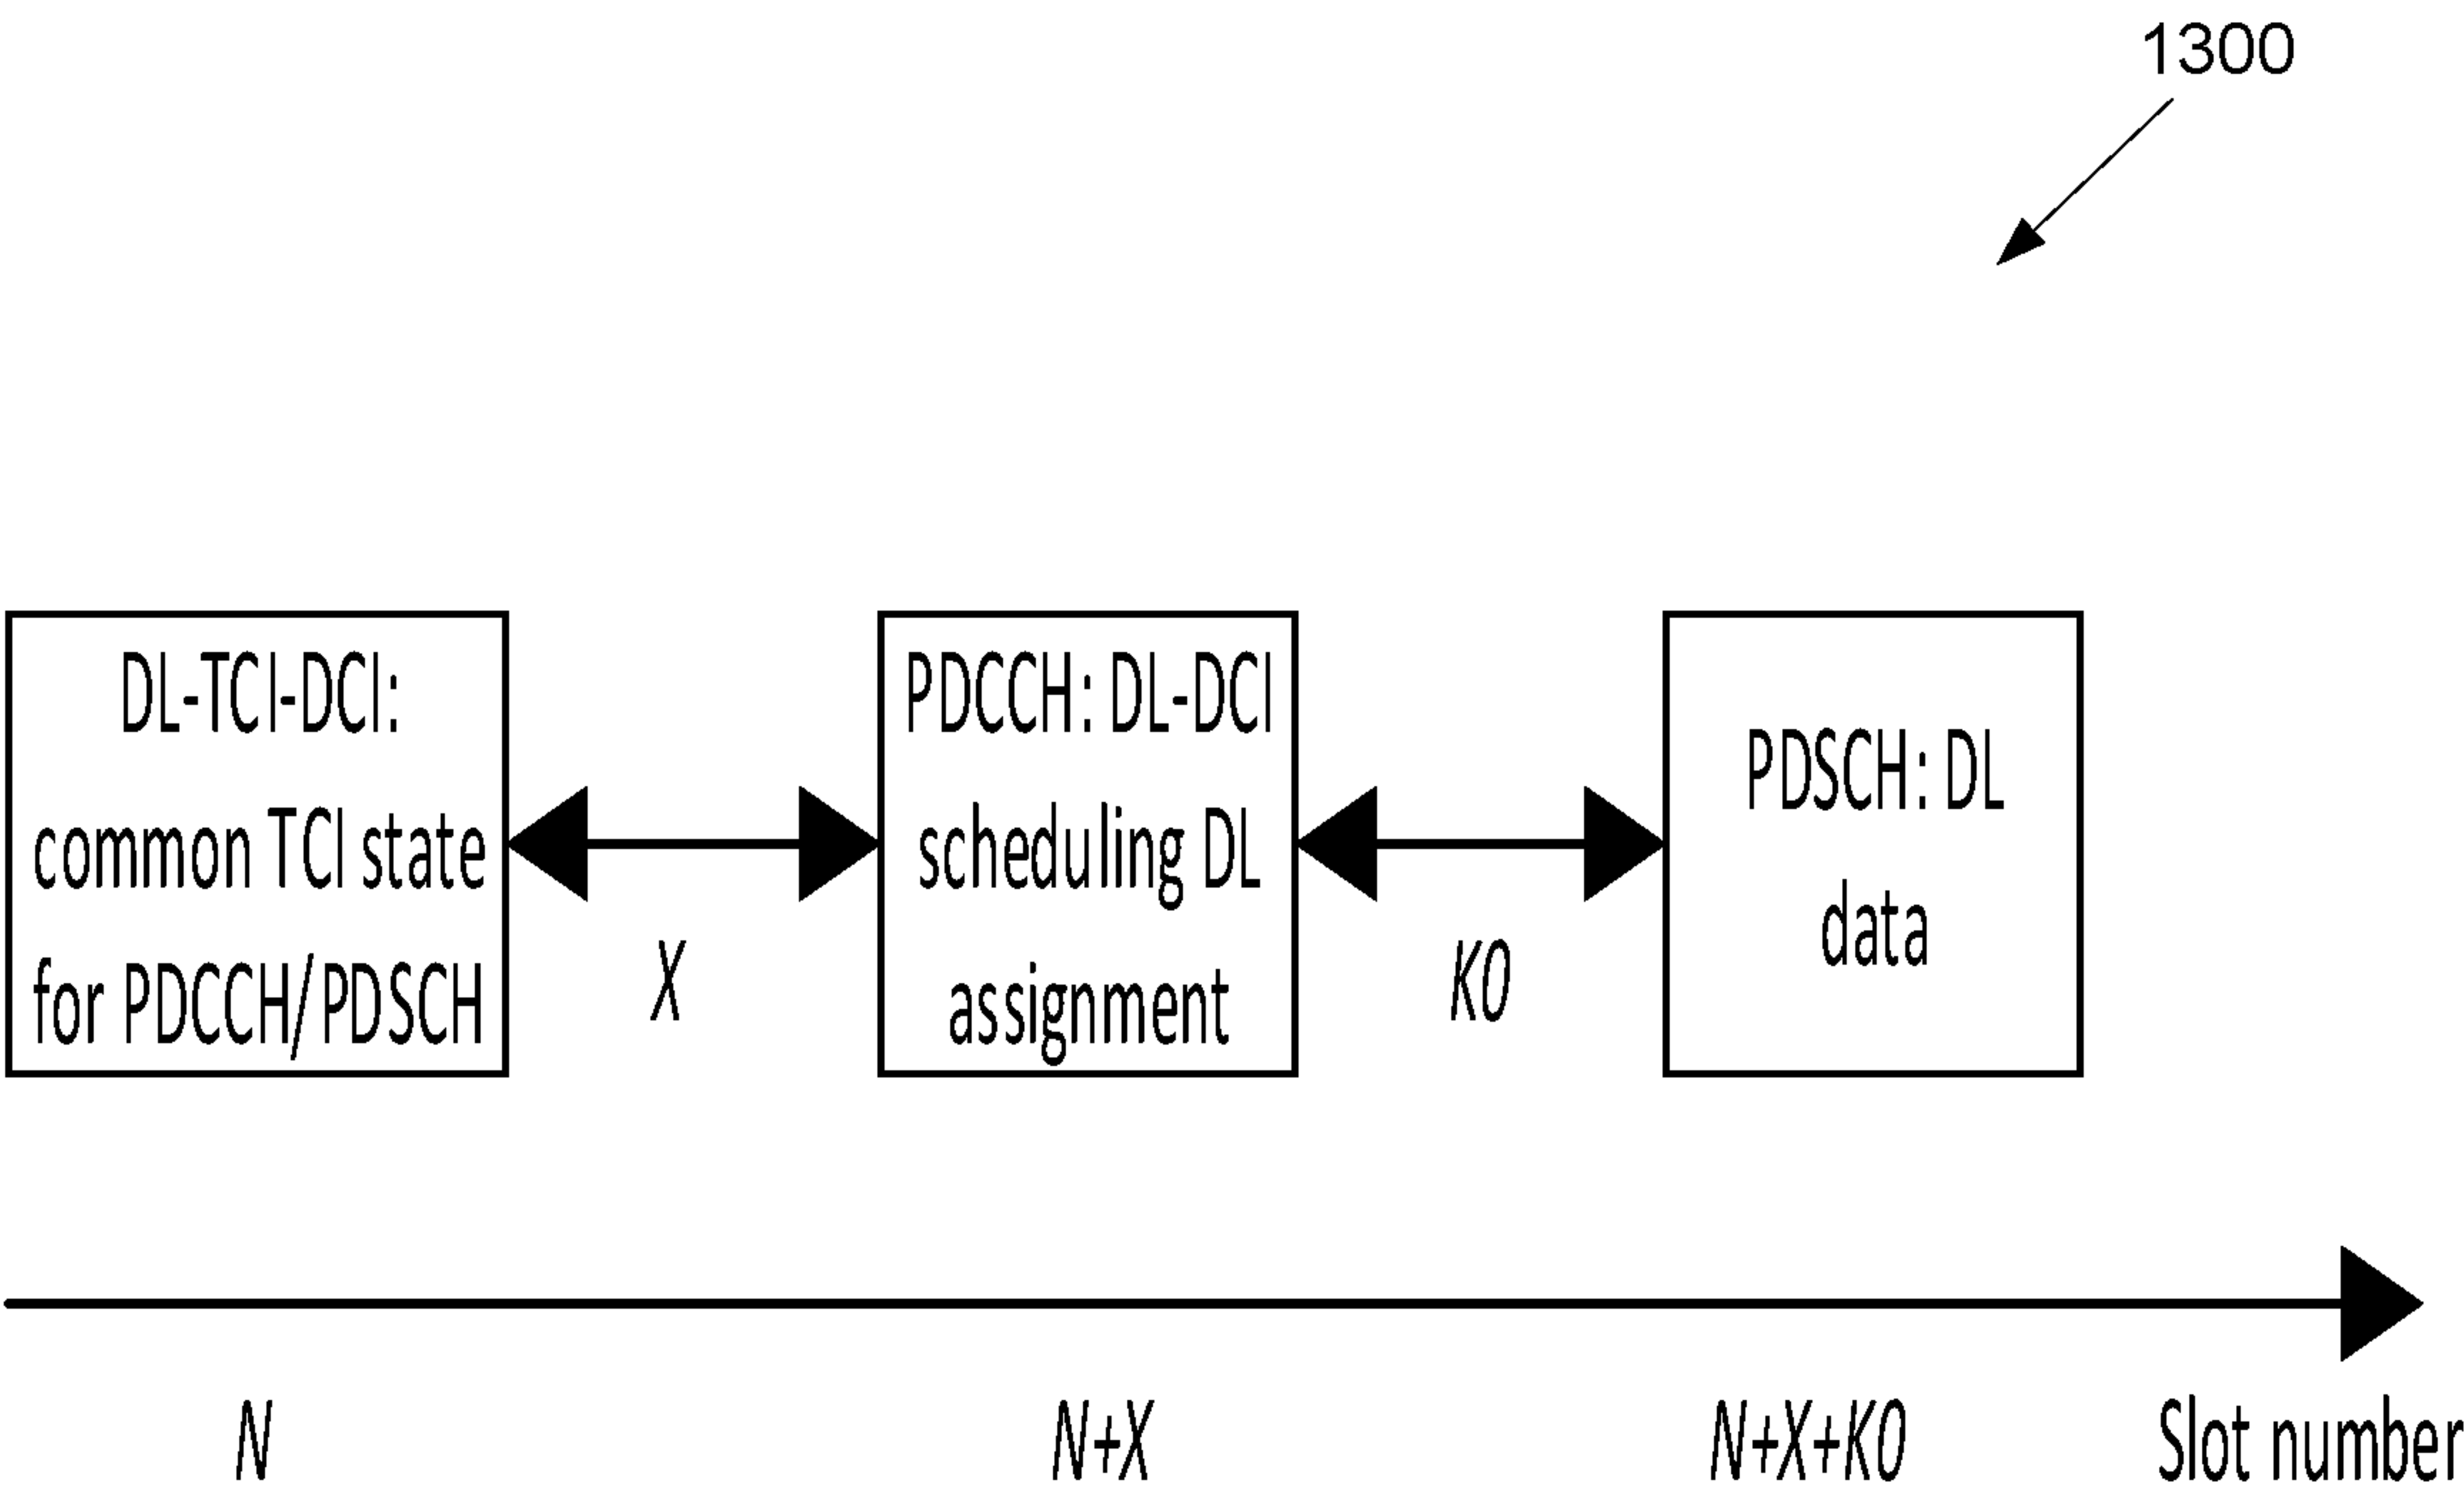 1300
DL-TCI-DCI:
common TCI state
for PDCCH/PDSCH
X
PDCCH: DL-DCI
scheduling DL
assignment
K0
PDSCH: DL
data
N
N+X
N+X+K0
Slot number